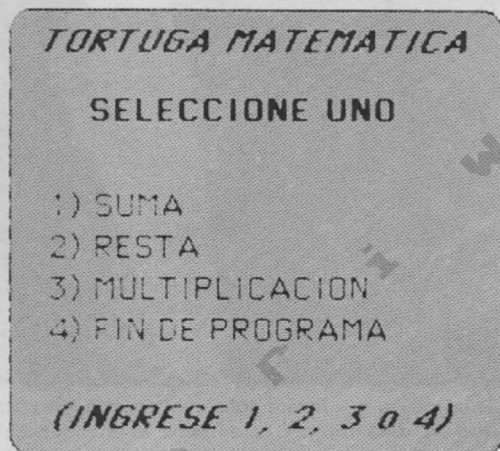 TORTUGA MATEMATICA
SELECCIONE UNO
1) SUMA
2) RESTA
3) MULTIPLICACION
4) FIN DE PROGRAMA
(INGRESE 1, 2, 3 o 4)